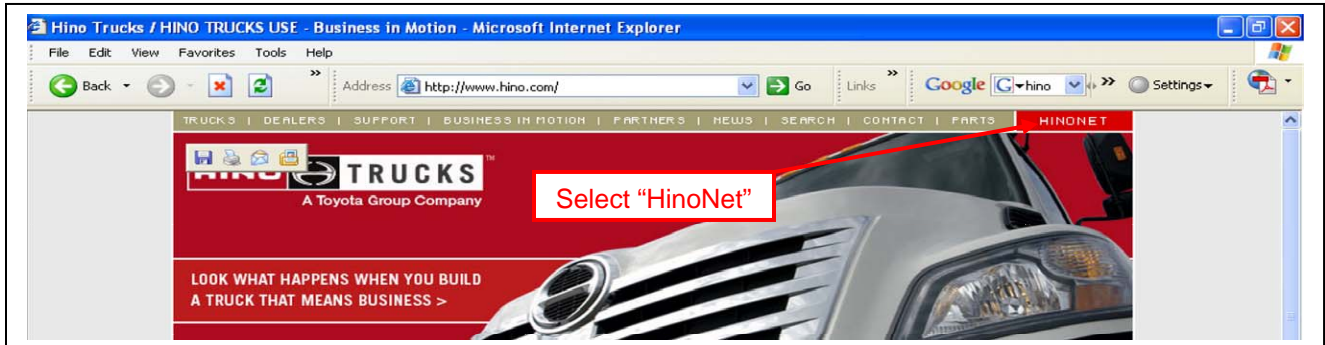 Hino Trucks / HINO TRUCKS USE - Business in Motion - Microsoft Internet Explorer
File Edit View Favorites Tools Help
Back » Address http://www.hino.com/ Go Links » Google G hino » Settings
TRUCKS | DEALERS | SUPPORT | BUSINESS IN MOTION | PARTNERS | NEWS | SEARCH | CONTACT | PARTS HINONET
TRUCKS™
A Toyota Group Company
Select “HinoNet”
LOOK WHAT HAPPENS WHEN YOU BUILD
A TRUCK THAT MEANS BUSINESS >